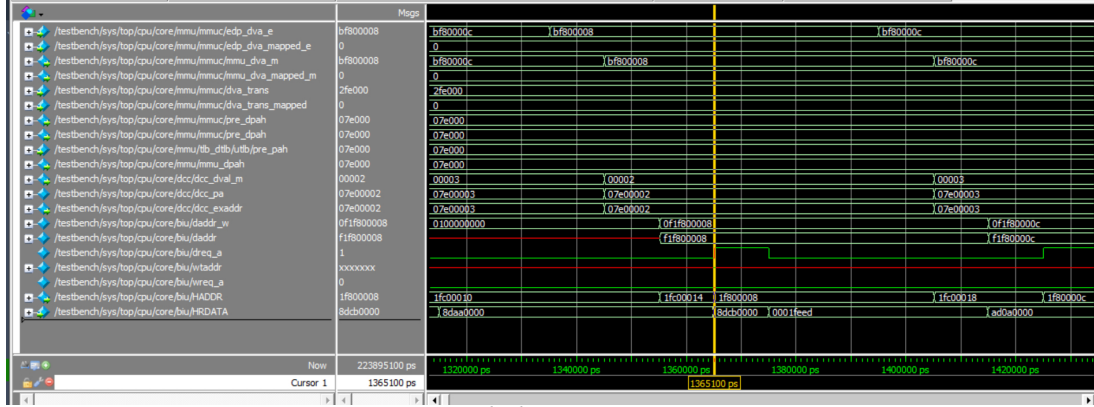 Msgs
/testbench/sys/top/cpu/core/mmu/mmuc/edp_dva_e bf800008 bf80000c bf800008 bf80000c
/testbench/sys/top/cpu/core/mmu/mmuc/edp_dva_mapped_e 0 0
/testbench/sys/top/cpu/core/mmu/mmuc/mmu_dva_m bf800008 bf80000c bf800008 bf80000c
/testbench/sys/top/cpu/core/mmu/mmuc/mmu_dva_mapped_m 0 0
/testbench/sys/top/cpu/core/mmu/mmuc/dva_trans 2fe000 2fe000
/testbench/sys/top/cpu/core/mmu/mmuc/dva_trans_mapped 0 0
/testbench/sys/top/cpu/core/mmu/mmuc/pre_dpah 07e000 07e000
/testbench/sys/top/cpu/core/mmu/mmuc/pre_dpah 07e000 07e000
/testbench/sys/top/cpu/core/mmu/tlb_dtlb/utlb/pre_pah 07e000 07e000
/testbench/sys/top/cpu/core/mmu/mmu_dpah 07e000 07e000
/testbench/sys/top/cpu/core/dcc/dcc_dval_m 00002 00003 00002 00003
/testbench/sys/top/cpu/core/dcc/dcc_pa 07e00002 07e00003 07e00002 07e00003
/testbench/sys/top/cpu/core/dcc/dcc_exaddr 07e00002 07e00003 07e00002 07e00003
/testbench/sys/top/cpu/core/biu/daddr_w 0f1f800008 0100000000 0f1f800008 0f1f80000c
/testbench/sys/top/cpu/core/biu/daddr f1f800008 f1f800008 f1f80000c
/testbench/sys/top/cpu/core/biu/dreq_a 1
/testbench/sys/top/cpu/core/biu/wtaddr xxxxxxx
/testbench/sys/top/cpu/core/biu/wreq_a 0
/testbench/sys/top/cpu/core/biu/HADDR 1f800008 1fc00010 1fc00014 1f800008 1fc00018 1f80000c
/testbench/sys/top/cpu/core/biu/HRDATA 8dcb0000 8daa0000 8dcb0000 0001feed ad0a0000
Now 223895100 ps 1320000 ps 1340000 ps 1360000 ps 1380000 ps 1400000 ps 1420000 ps
Cursor 1 1365100 ps 1365100 ps